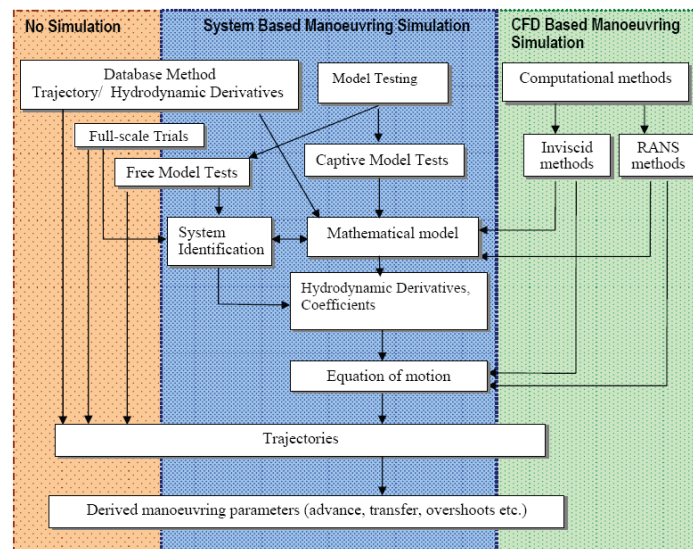 No Simulation
System Based Manoeuvring Simulation
CFD Based Manoeuvring
Simulation
Database Method
Trajectory/ Hydrodynamic Derivatives
Model Testing
Computational methods
Full-scale Trials
Free Model Tests
Captive Model Tests
Inviscid
methods
RANS
methods
System
Identification
Mathematical model
Hydrodynamic Derivatives,
Coefficients
Equation of motion
Trajectories
Derived manoeuvring parameters (advance, transfer, overshoots etc.)